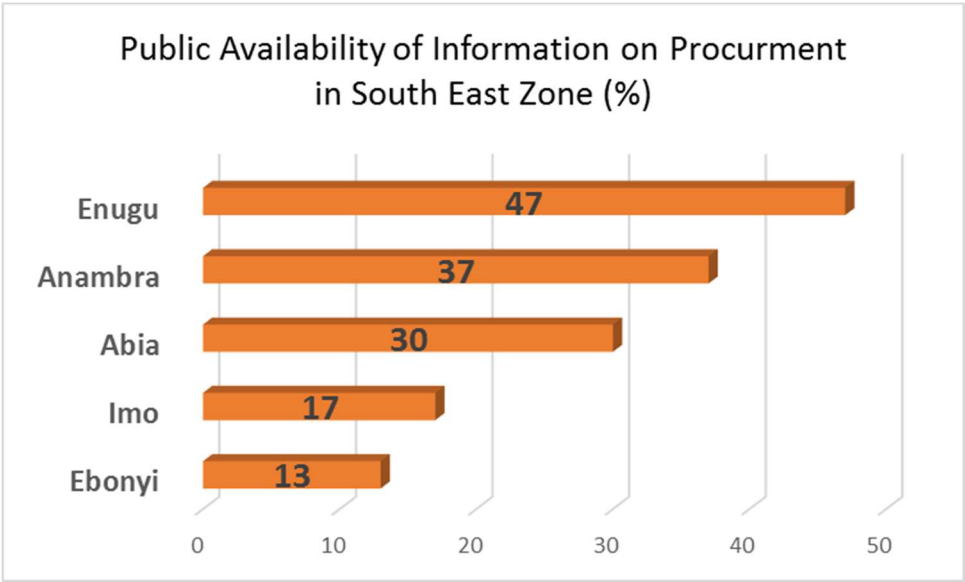 Public Availability of Information on Procurment
in South East Zone (%)
Enugu 47
Anambra 37
Abia 30
Imo 17
Ebonyi 13
0 10 20 30 40 50